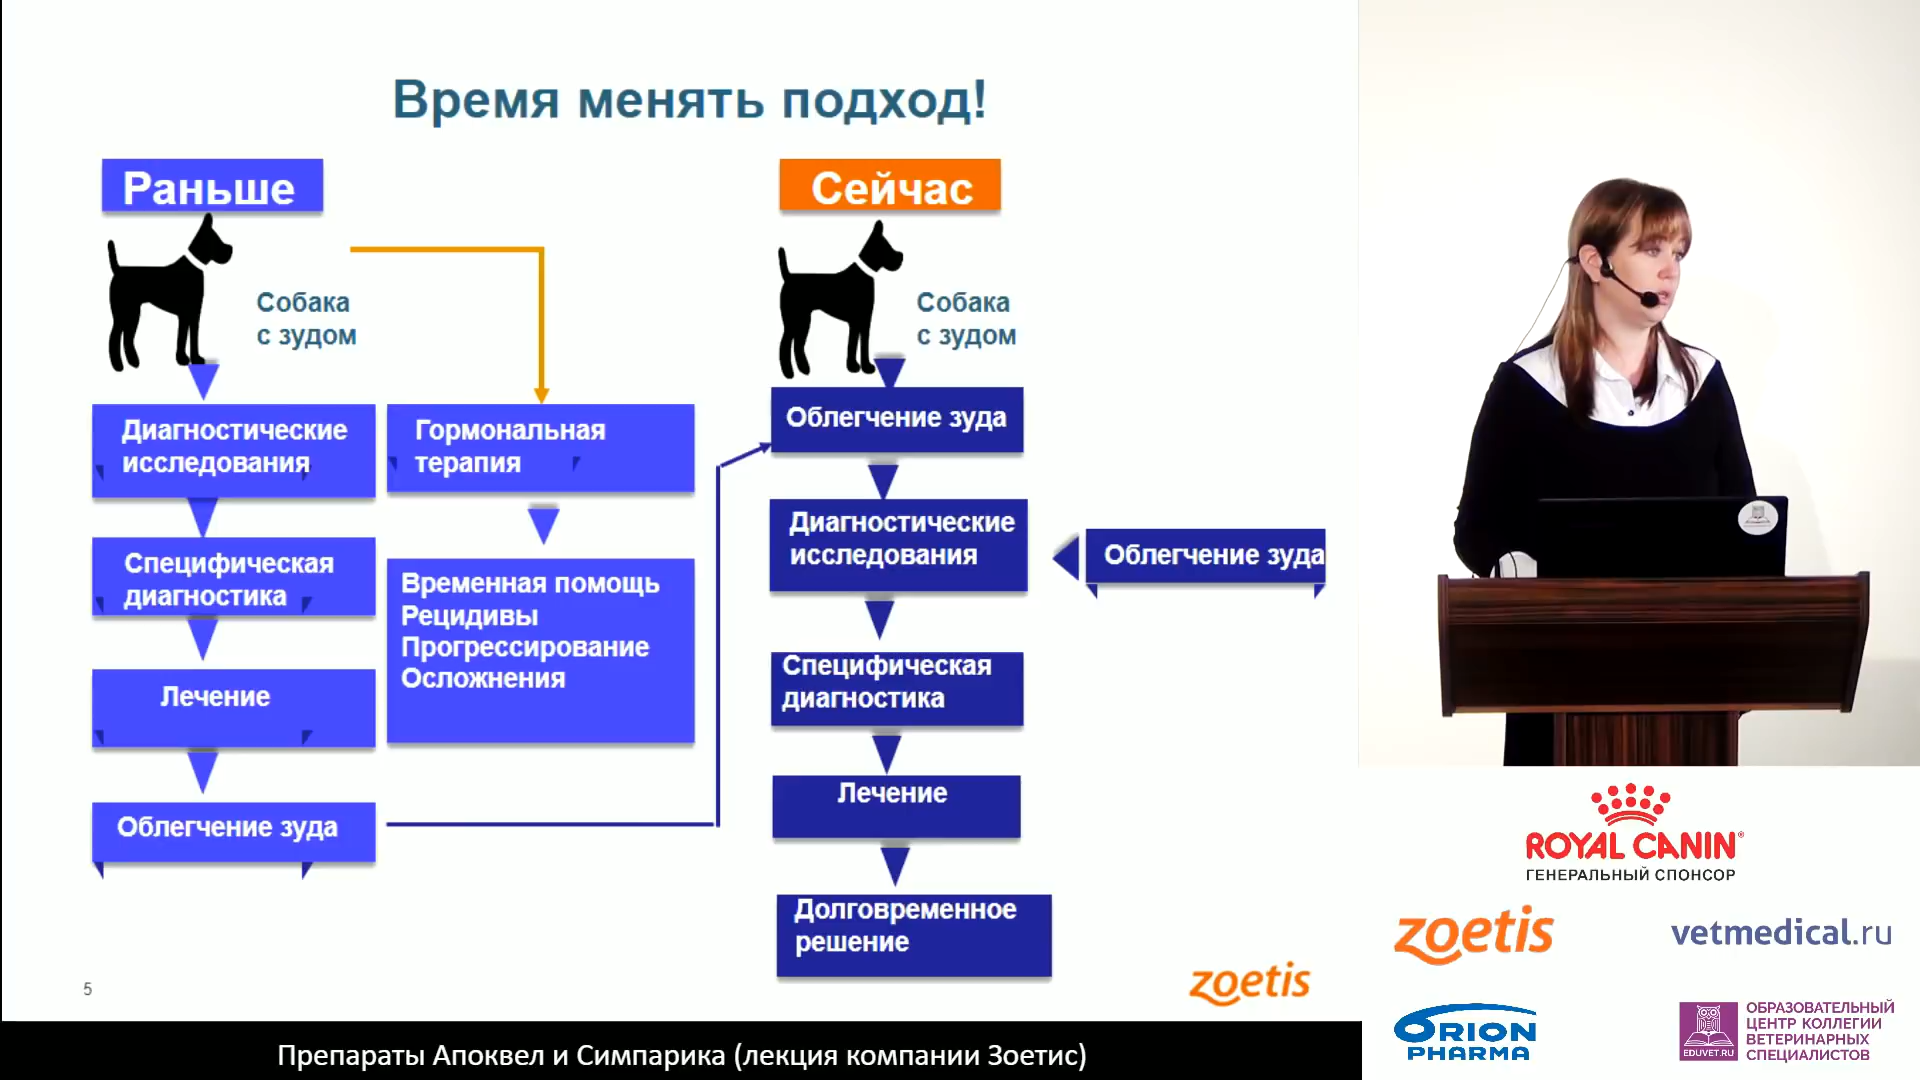 Время менять подход!
Раньше
Собака
с зудом
Диагностические
исследования
Специфическая
диагностика
Лечение
Облегчение зуда
Гормональная
терапия
Временная помощь
Рецидивы
Прогрессирование
Осложнения
Сейчас
Собака
с зудом
Облегчение зуда
Диагностические
исследования
Облегчение зуда
Специфическая
диагностика
Лечение
Долговременное
решение
5
zoetis
Препараты Апоквел и Симпарика (лекция компании Зоетис)
ROYAL CANIN®
ГЕНЕРАЛЬНЫЙ СПОНСОР
zoetis
vetmedical.ru
ORION
PHARMA
EDUVET.RU
ОБРАЗОВАТЕЛЬНЫЙ
ЦЕНТР КОЛЛЕГИИ
ВЕТЕРИНАРНЫХ
СПЕЦИАЛИСТОВ